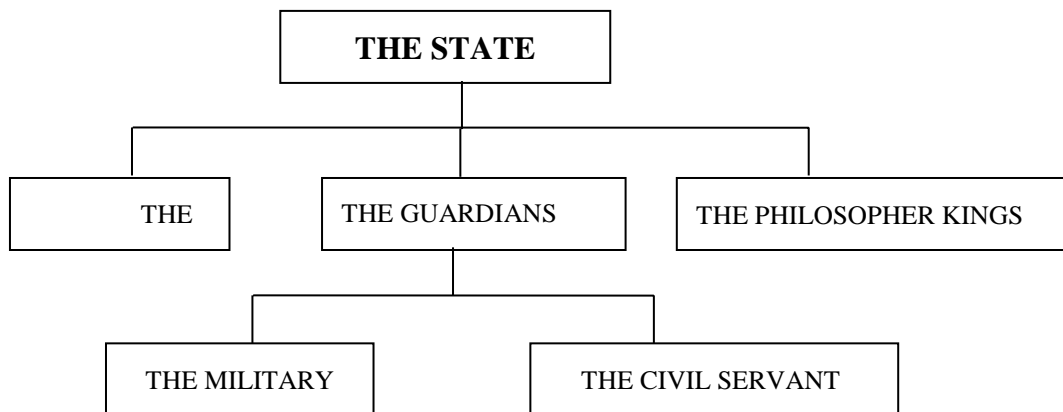 THE STATE
THE
THE GUARDIANS
THE PHILOSOPHER KINGS
THE MILITARY
THE CIVIL SERVANT